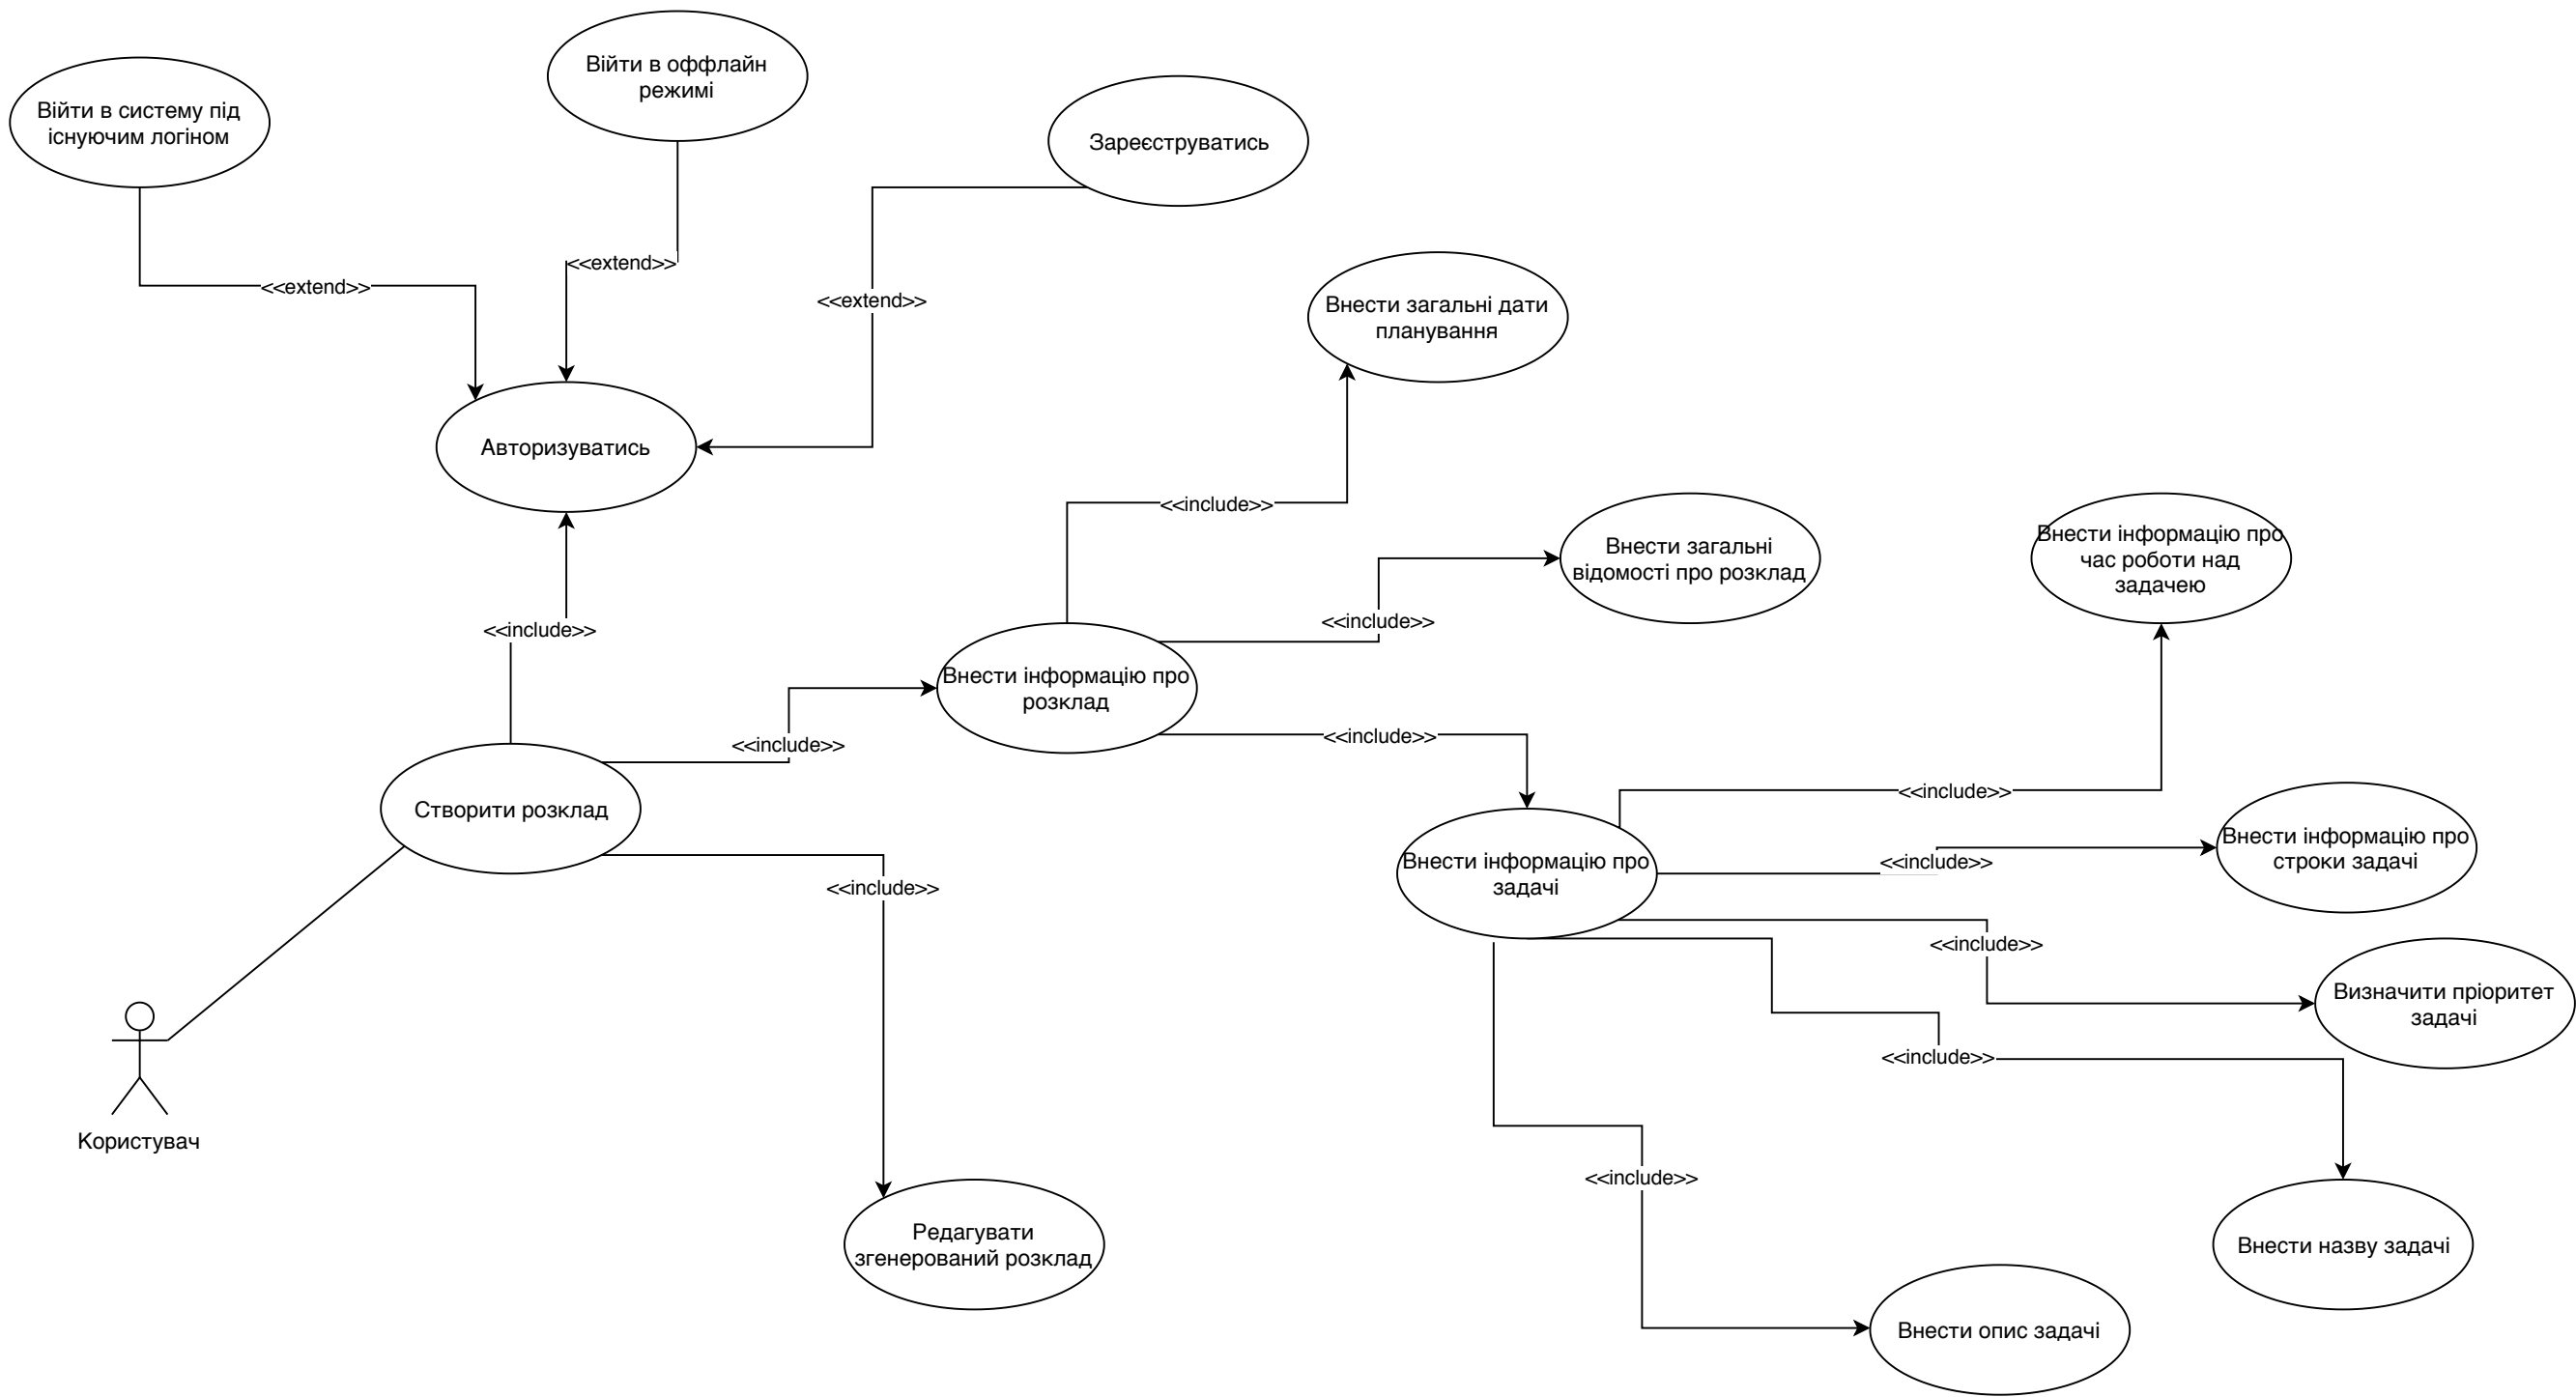 Війти в оффлайн
режимі
Війти в систему під
існуючим логіном
Зареєструватись
<<extend>>
<<extend>>
<<extend>>
Внести загальні дати
планування
Авторизуватись
<<include>>
Внести загальні
відомості про розклад
Внести інформацію про
час роботи над
задачею
<<include>>
<<include>>
Внести інформацію про
розклад
<<include>>
<<include>>
<<include>>
Створити розклад
Внести інформацію про
строки задачі
<<include>>
Внести інформацію про
задачі
<<include>>
<<include>>
Визначити пріоритет
задачі
<<include>>
Користувач
<<include>>
Редагувати
згенерований розклад
Внести назву задачі
Внести опис задачі